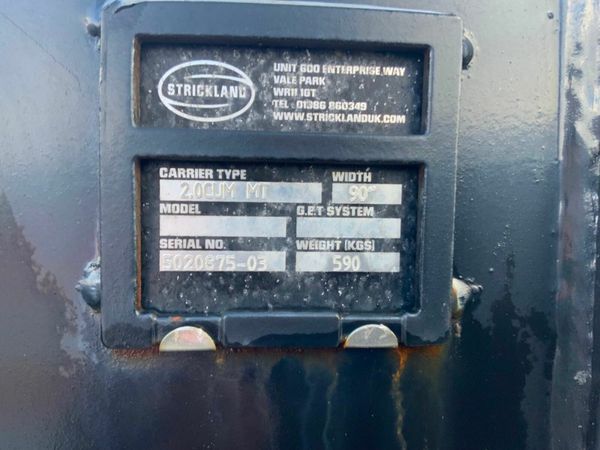 STRICKLAND
UNIT 600 ENTERPRISE WAY
VALE PARK
WR11 1GT
TEL : 01386 860349
WWW.STRICKLANDUK.COM
CARRIER TYPE WIDTH
2.0CUM MT 90"
MODEL G.E.T SYSTEM
SERIAL NO. WEIGHT (KGS)
S020875-03 590